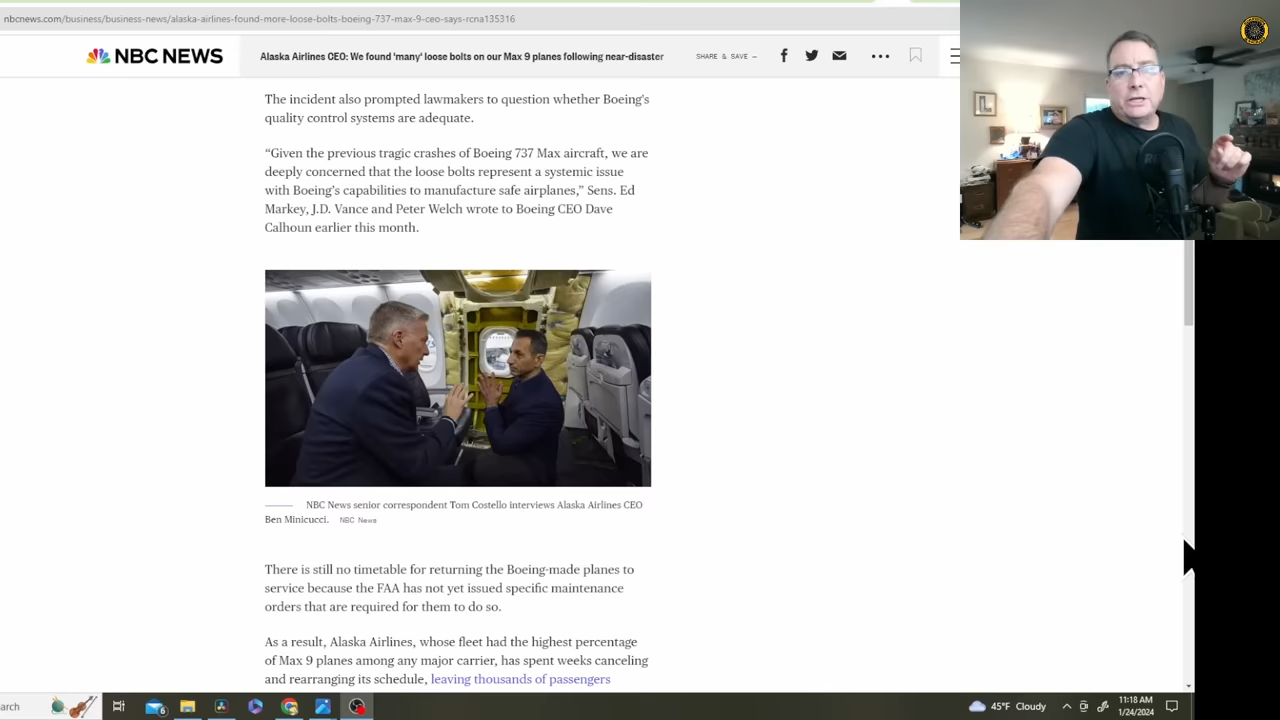 nbcnews.com/business/business-news/alaska-airlines-found-more-loose-bolts-boeing-737-max-9-ceo-says-rcna135316
NBC NEWS
Alaska Airlines CEO: We found 'many' loose bolts on our Max 9 planes following near-disaster
SHARE & SAVE —
The incident also prompted lawmakers to question whether Boeing's
quality control systems are adequate.
“Given the previous tragic crashes of Boeing 737 Max aircraft, we are
deeply concerned that the loose bolts represent a systemic issue
with Boeing's capabilities to manufacture safe airplanes,” Sens. Ed
Markey, J.D. Vance and Peter Welch wrote to Boeing CEO Dave
Calhoun earlier this month.
NBC News senior correspondent Tom Costello interviews Alaska Airlines CEO
Ben Minicucci. NBC News
There is still no timetable for returning the Boeing-made planes to
service because the FAA has not yet issued specific maintenance
orders that are required for them to do so.
As a result, Alaska Airlines, whose fleet had the highest percentage
of Max 9 planes among any major carrier, has spent weeks canceling
and rearranging its schedule, leaving thousands of passengers
arch
6
45°F Cloudy
11:18 AM
1/24/2024